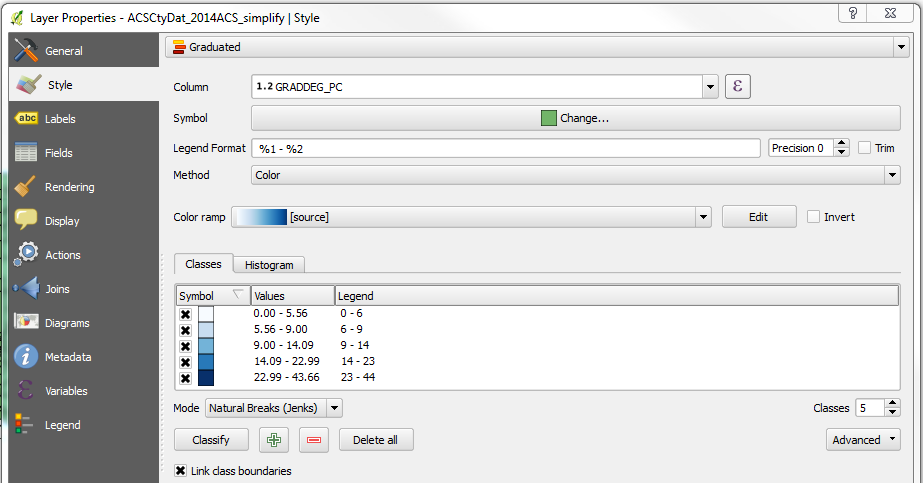 Layer Properties - ACSCtyDat_2014ACS_simplify | Style
? X
General
Style
abc Labels
Fields
Rendering
Display
Actions
Joins
Diagrams
Metadata
Variables
Legend
Graduated
Column 1.2 GRADDEG_PC ε
Symbol Change...
Legend Format %1 - %2 Precision 0 Trim
Method Color
Color ramp [source] Edit Invert
Classes Histogram
Symbol Values Legend
0.00 - 5.56 0 - 6
5.56 - 9.00 6 - 9
9.00 - 14.09 9 - 14
14.09 - 22.99 14 - 23
22.99 - 43.66 23 - 44
Mode Natural Breaks (Jenks) Classes 5
Classify Delete all Advanced
Link class boundaries